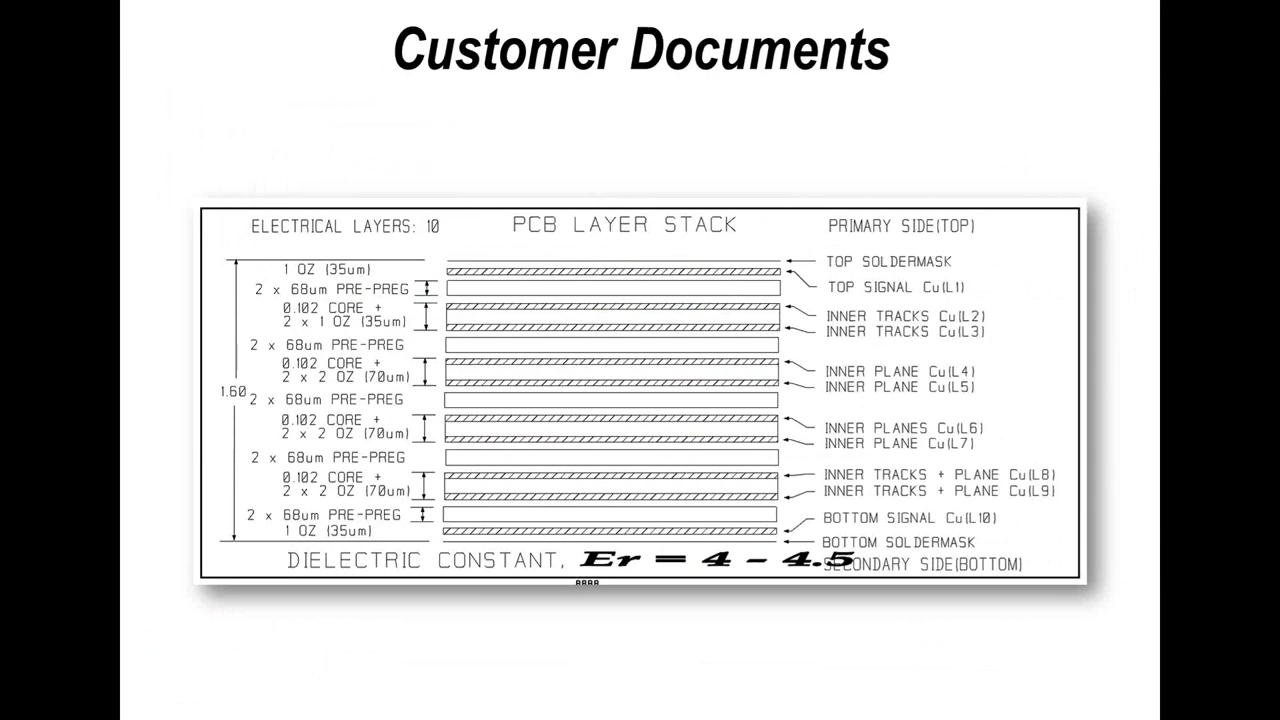 Customer Documents
ELECTRICAL LAYERS: 10 PCB LAYER STACK PRIMARY SIDE(TOP)
TOP SOLDERMASK
1 OZ (35um)
2 x 68um PRE-PREG TOP SIGNAL Cu(L1)
0.102 CORE + INNER TRACKS Cu(L2)
2 x 1 OZ (35um) INNER TRACKS Cu(L3)
2 x 68um PRE-PREG
0.102 CORE + INNER PLANE Cu(L4)
2 x 2 OZ (70um) INNER PLANE Cu(L5)
1.60
2 x 68um PRE-PREG
0.102 CORE + INNER PLANES Cu(L6)
2 x 2 OZ (70um) INNER PLANE Cu(L7)
2 x 68um PRE-PREG
0.102 CORE + INNER TRACKS + PLANE Cu(L8)
2 x 2 OZ (70um) INNER TRACKS + PLANE Cu(L9)
2 x 68um PRE-PREG BOTTOM SIGNAL Cu(L10)
1 OZ (35um)
BOTTOM SOLDERMASK
DIELECTRIC CONSTANT, Er = 4 - 4.5 SECONDARY SIDE(BOTTOM)